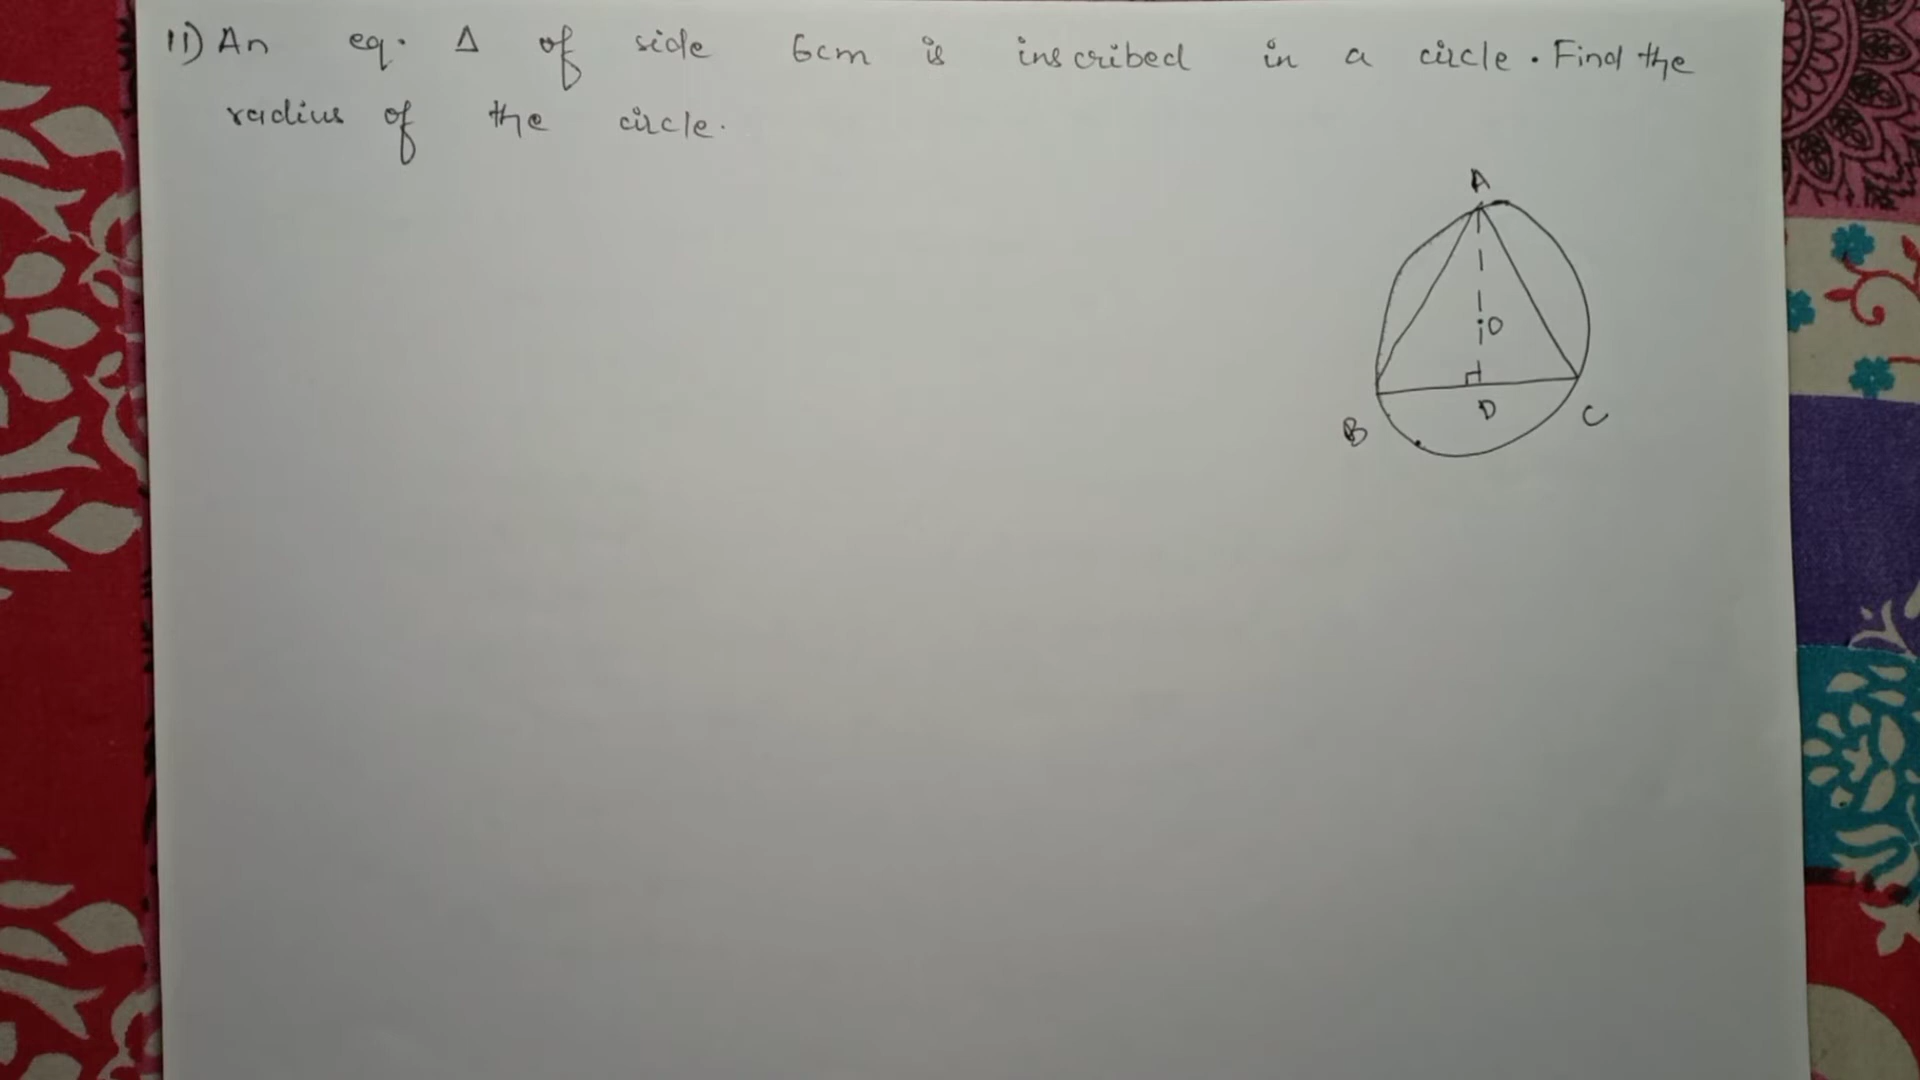 11) An eq. Δ of side 6cm is inscribed in a circle. Find the
radius of the circle.
A
O
D
B
C